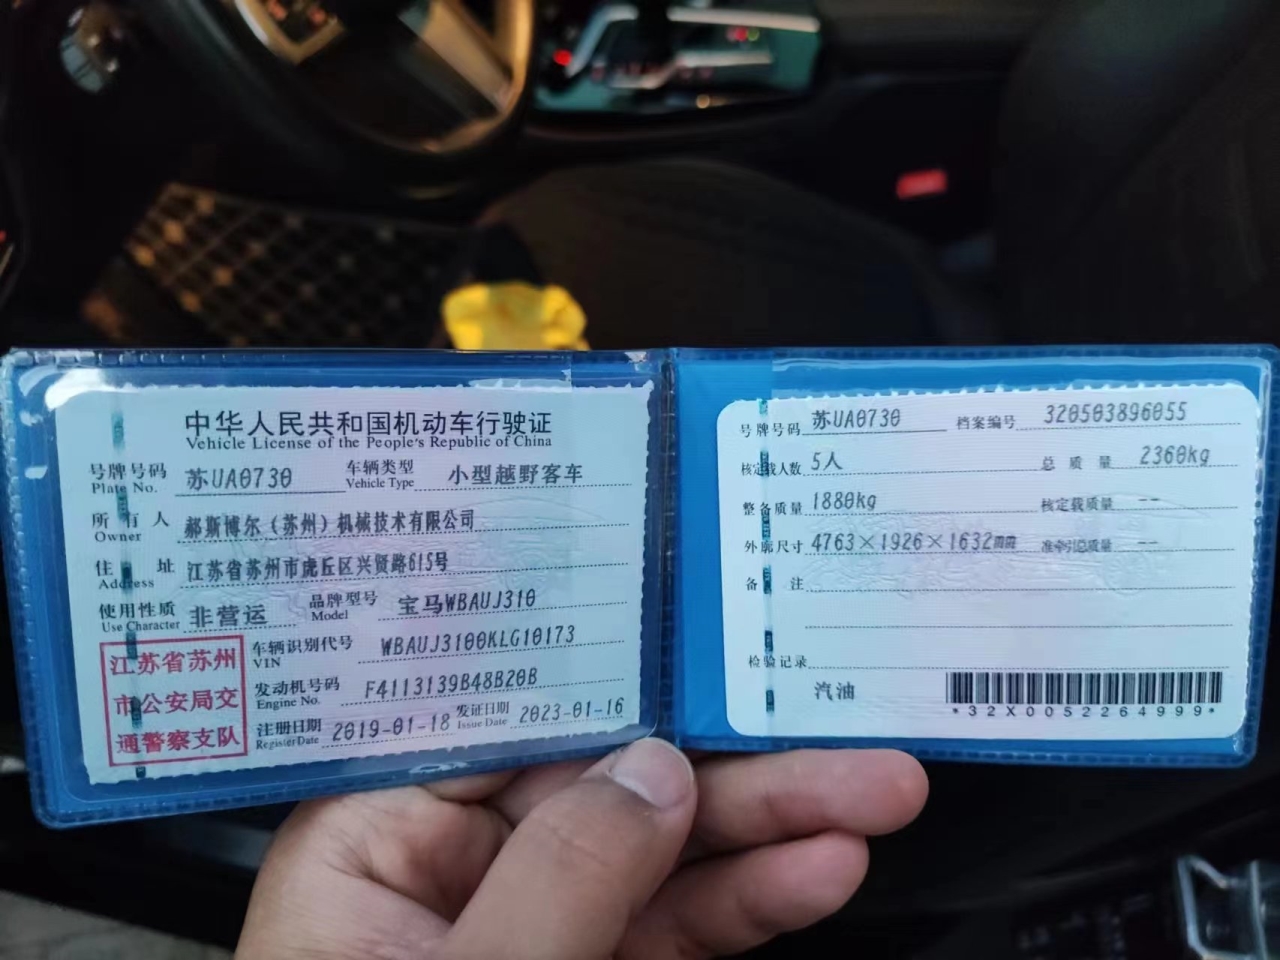 中华人民共和国机动车行驶证
Vehicle License of the People's Republic of China
号牌号码 苏UA0730 车辆类型 小型越野客车
Plate No. Vehicle Type
所有人 郝斯博尔（苏州）机械技术有限公司
Owner
住址 江苏省苏州市虎丘区兴贤路615号
Address
使用性质 非营运 品牌型号 宝马WBAUJ310
Use Character Model
车辆识别代号 WBAUJ3100KLG10173
VIN
发动机号码 F4113139B48B20B
Engine No.
注册日期 2019-01-18 发证日期 2023-01-16
Register Date Issue Date
江苏省苏州
市公安局交
通警察支队
号牌号码 苏UA0730 档案编号 320503896055
核定载人数 5人 总质量 2360kg
整备质量 1880kg 核定载质量 --
外廓尺寸 4763×1926×1632mm 准牵引总质量 --
备注
检验记录
汽油
*32X0052264999*